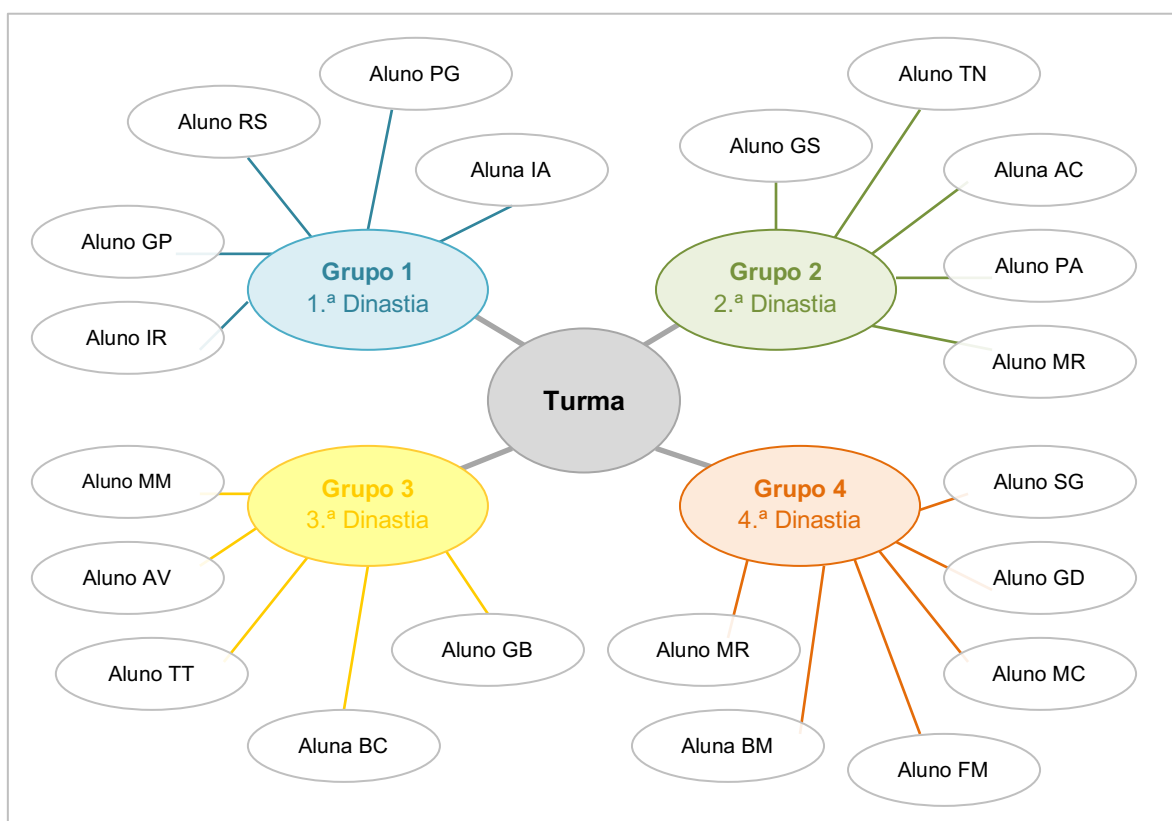 Aluno PG
Aluno TN
Aluno RS
Aluno GS
Aluna IA
Aluna AC
Aluno GP
Aluno PA
Grupo 1
1.ª Dinastia
Grupo 2
2.ª Dinastia
Aluno IR
Aluno MR
Turma
Aluno MM
Grupo 3
3.ª Dinastia
Grupo 4
4.ª Dinastia
Aluno SG
Aluno AV
Aluno GD
Aluno TT
Aluno GB
Aluno MR
Aluno MC
Aluna BC
Aluna BM
Aluno FM